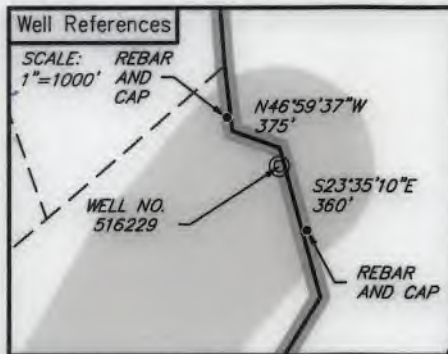 Well References
SCALE:
1"=1000'
REBAR
AND
CAP
N46°59'37"W
375'
WELL NO.
516229
S23°35'10"E
360'
REBAR
AND CAP